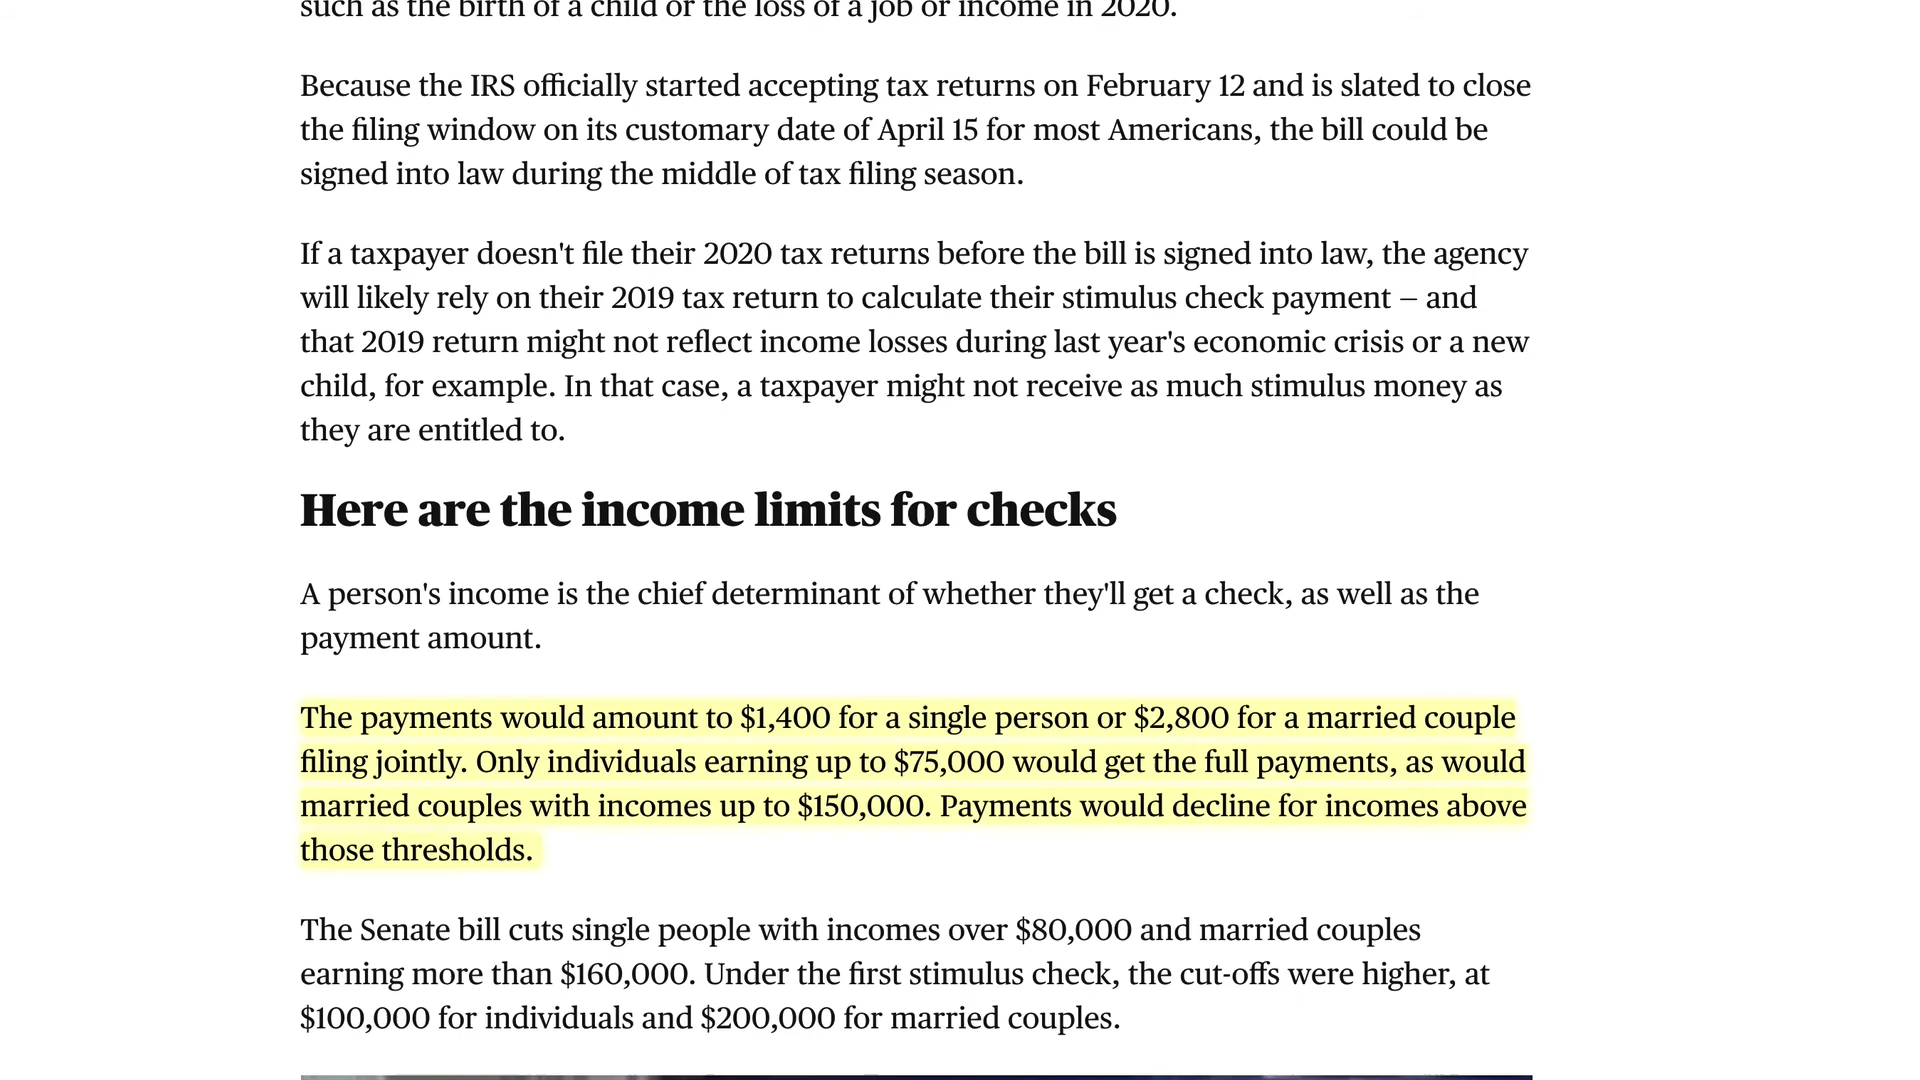 such as the birth of a child or the loss of a job or income in 2020.
Because the IRS officially started accepting tax returns on February 12 and is slated to close
the filing window on its customary date of April 15 for most Americans, the bill could be
signed into law during the middle of tax filing season.
If a taxpayer doesn't file their 2020 tax returns before the bill is signed into law, the agency
will likely rely on their 2019 tax return to calculate their stimulus check payment — and
that 2019 return might not reflect income losses during last year's economic crisis or a new
child, for example. In that case, a taxpayer might not receive as much stimulus money as
they are entitled to.
Here are the income limits for checks
A person's income is the chief determinant of whether they'll get a check, as well as the
payment amount.
The payments would amount to $1,400 for a single person or $2,800 for a married couple
filing jointly. Only individuals earning up to $75,000 would get the full payments, as would
married couples with incomes up to $150,000. Payments would decline for incomes above
those thresholds.
The Senate bill cuts single people with incomes over $80,000 and married couples
earning more than $160,000. Under the first stimulus check, the cut-offs were higher, at
$100,000 for individuals and $200,000 for married couples.